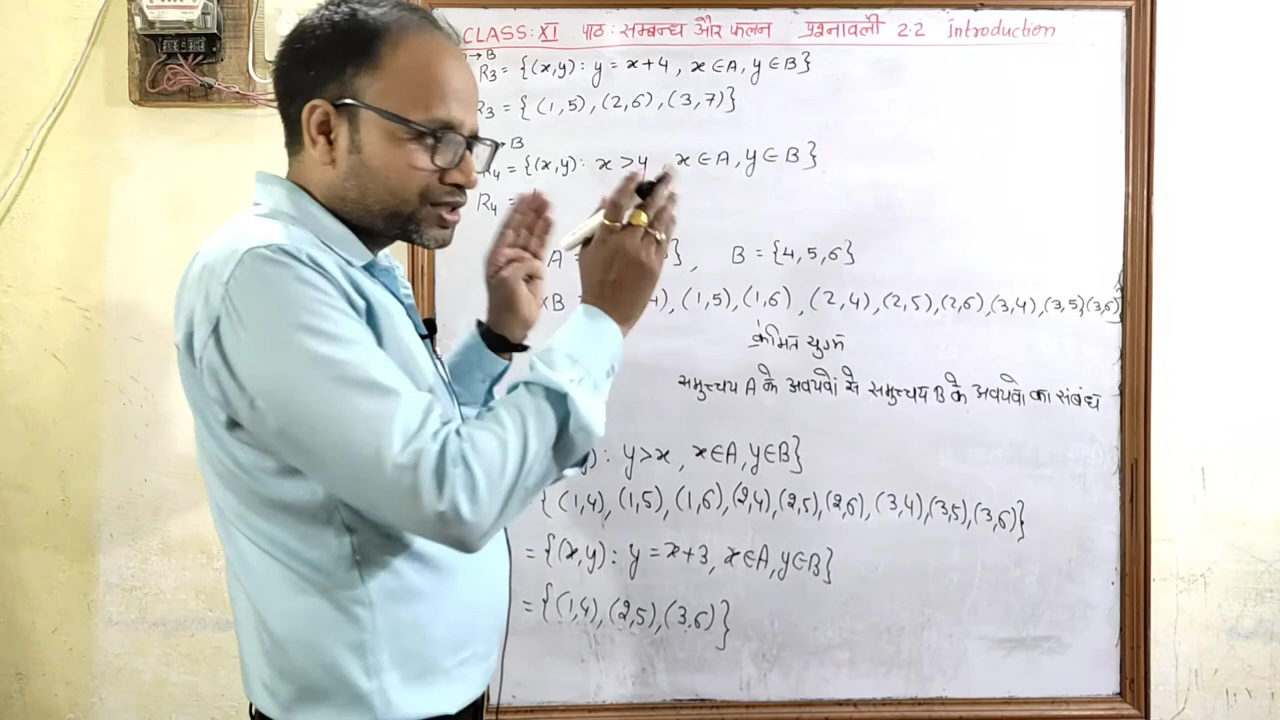 CLASS: XI पाठ: सम्बन्ध और फलन प्रश्नावली 2.2 Introduction
→ B
R3 = {(x,y): y = x+4, x ∈ A, y ∈ B}
R3 = { (1,5), (2,6), (3,7)}
→ B
R4 = {(x,y): x > y, x ∈ A, y ∈ B}
R4 =
A = }, B = {4,5,6}
×B = ), (1,5), (1,6), (2,4), (2,5), (2,6), (3,4), (3,5) (3,6)
क्रमित युग्म
समुच्चय A के अवयवों से समुच्चय B के अवयवों का संबंध
): y > x, x ∈ A, y ∈ B}
{ (1,4), (1,5), (1,6), (2,4), (2,5), (2,6), (3,4), (3,5), (3,6)}
= {(x,y): y = x+3, x ∈ A, y ∈ B}
= {(1,4), (2,5), (3,6)}